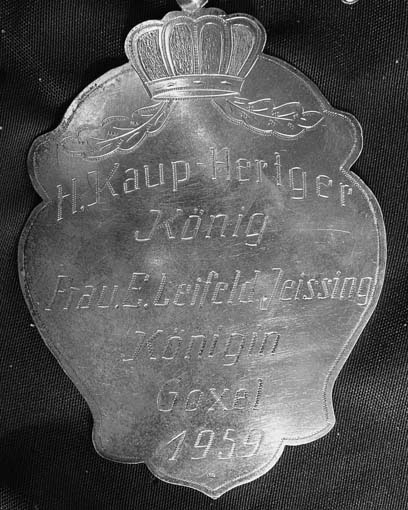 H. Kaup-Hertger
König
Frau. E. Leifeld, Jeissing
Königin
Goxel
1959